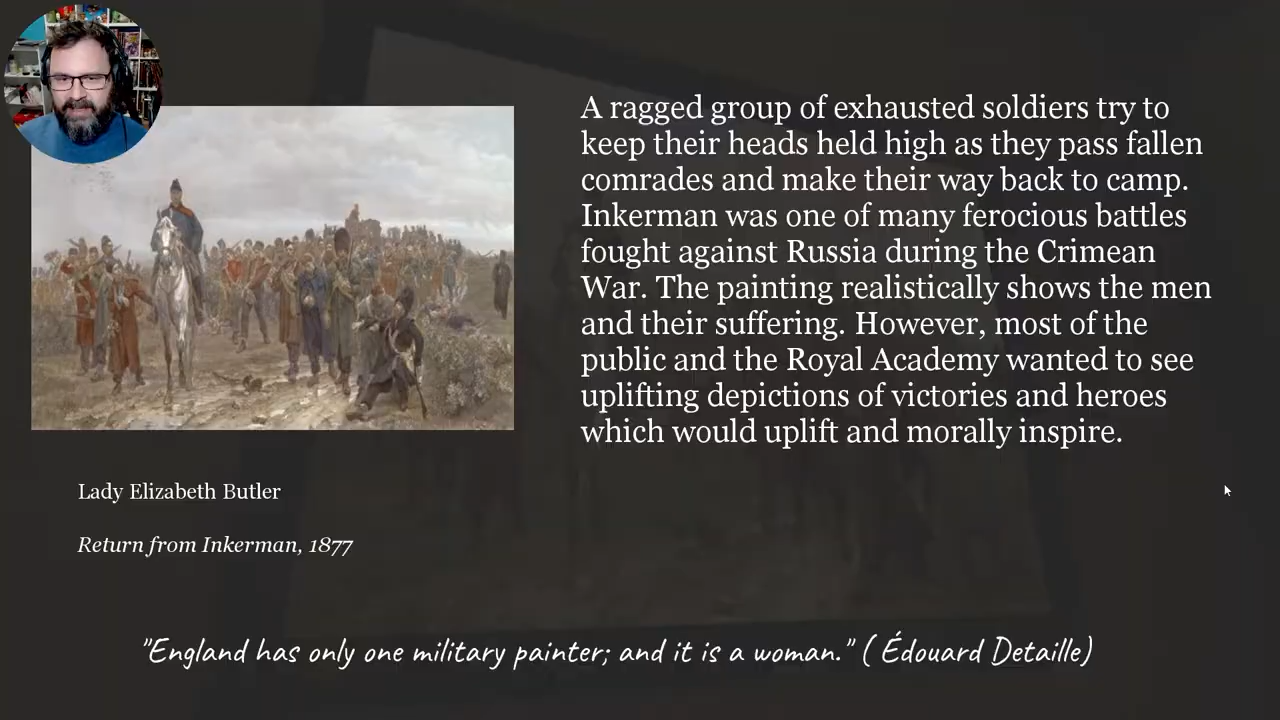 A ragged group of exhausted soldiers try to
keep their heads held high as they pass fallen
comrades and make their way back to camp.
Inkerman was one of many ferocious battles
fought against Russia during the Crimean
War. The painting realistically shows the men
and their suffering. However, most of the
public and the Royal Academy wanted to see
uplifting depictions of victories and heroes
which would uplift and morally inspire.
Lady Elizabeth Butler
Return from Inkerman, 1877
"England has only one military painter; and it is a woman." ( Édouard Detaille)